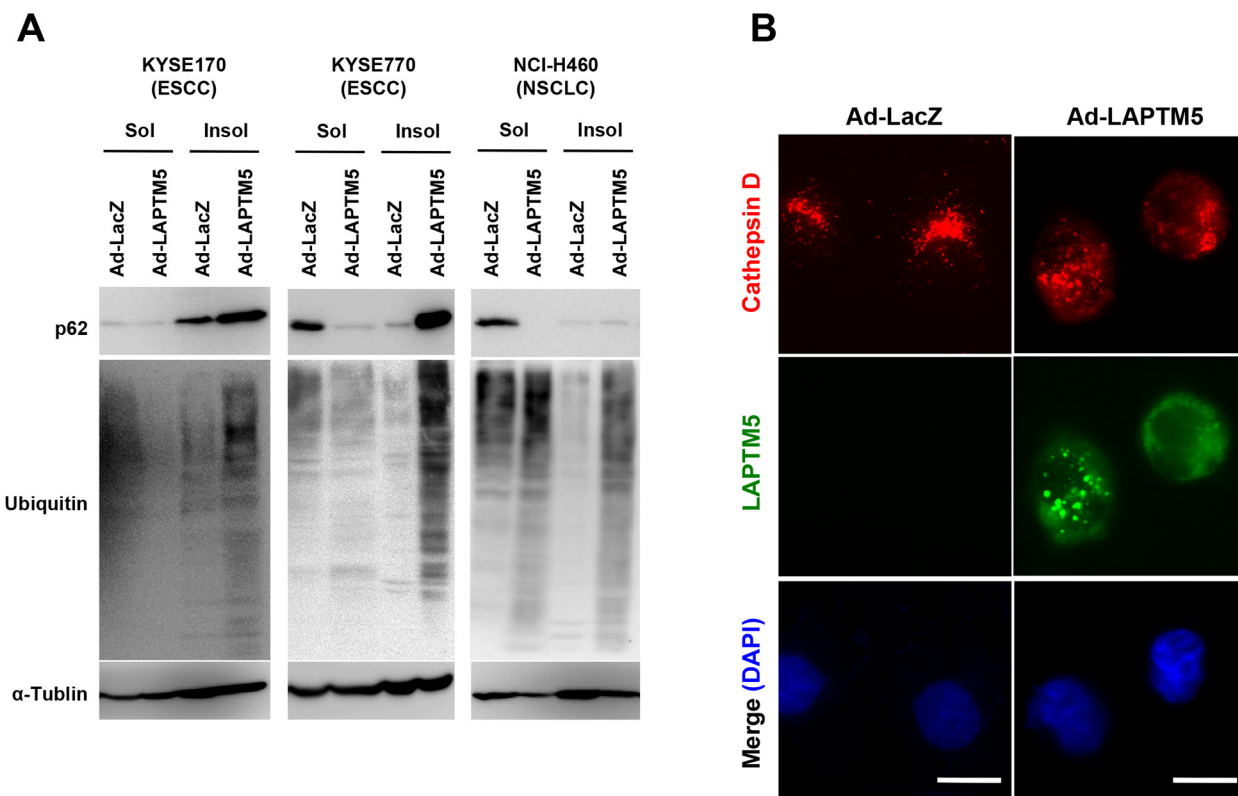 A
KYSE170
(ESCC)
KYSE770
(ESCC)
NCI-H460
(NSCLC)
Sol
Insol
Sol
Insol
Sol
Insol
Ad-LacZ
Ad-LAPTM5
Ad-LacZ
Ad-LAPTM5
Ad-LacZ
Ad-LAPTM5
Ad-LacZ
Ad-LAPTM5
Ad-LacZ
Ad-LAPTM5
Ad-LacZ
Ad-LAPTM5
p62
Ubiquitin
α-Tublin
B
Ad-LacZ
Ad-LAPTM5
Cathepsin D
LAPTM5
Merge (DAPI)